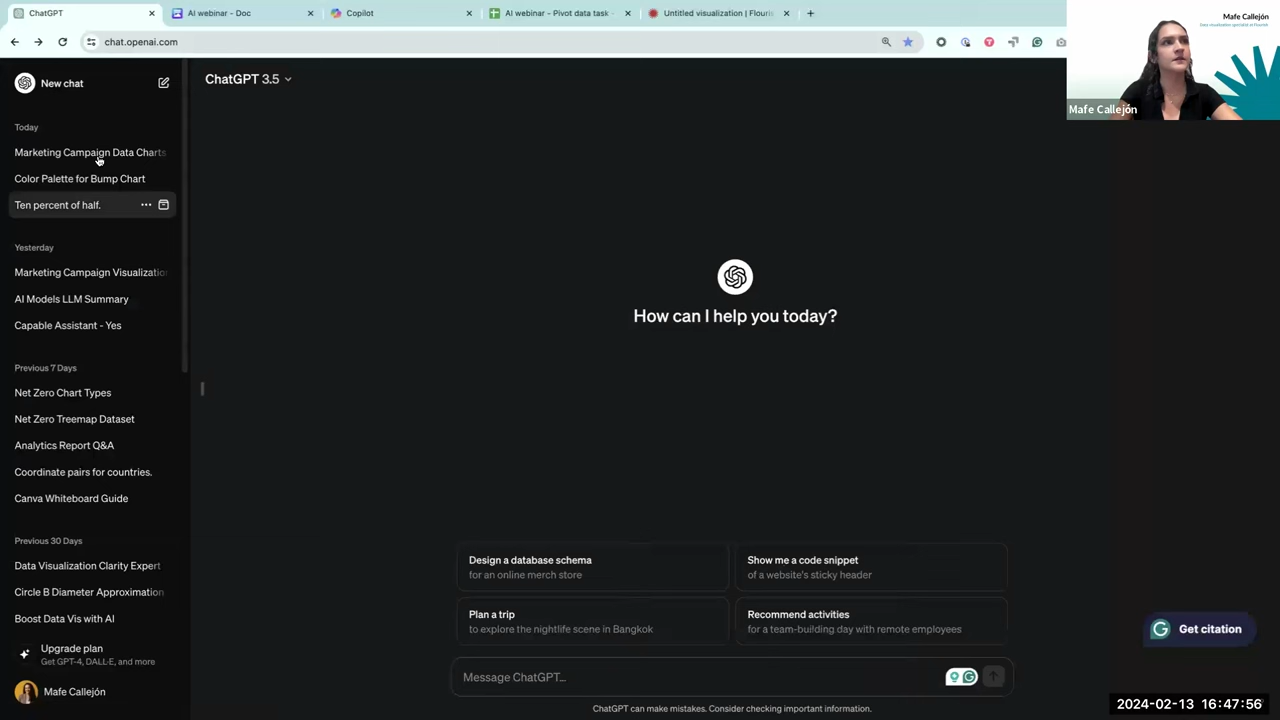 ChatGPT
AI webinar - Doc
Copilot
AI webinar – Pivot data task -
Untitled visualization | Flouri
chat.openai.com
Mafe Callejón
Data visualization specialist at Flourish
Mafe Callejón
New chat
ChatGPT 3.5
Today
Marketing Campaign Data Charts
Color Palette for Bump Chart
Ten percent of half.
Yesterday
Marketing Campaign Visualizatio
AI Models LLM Summary
Capable Assistant - Yes
Previous 7 Days
Net Zero Chart Types
Net Zero Treemap Dataset
Analytics Report Q&A
Coordinate pairs for countries.
Canva Whiteboard Guide
Previous 30 Days
Data Visualization Clarity Expert
Circle B Diameter Approximation
Boost Data Vis with AI
Upgrade plan
Get GPT-4, DALL·E, and more
Mafe Callejón
How can I help you today?
Design a database schema
for an online merch store
Show me a code snippet
of a website's sticky header
Plan a trip
to explore the nightlife scene in Bangkok
Recommend activities
for a team-building day with remote employees
Message ChatGPT...
ChatGPT can make mistakes. Consider checking important information.
Get citation
2024-02-13 16:47:56